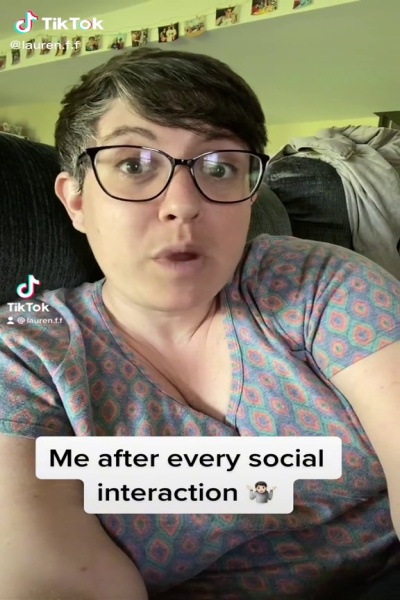 TikTok
@lauren.f.f
TikTok
@ lauren.f.f
Me after every social
interaction 🤷🏻‍♀️